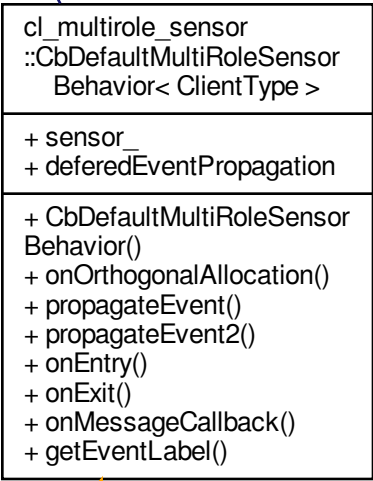 cl_multirole_sensor
::CbDefaultMultiRoleSensor
Behavior< ClientType >
+ sensor_
+ deferedEventPropagation
+ CbDefaultMultiRoleSensor
Behavior()
+ onOrthogonalAllocation()
+ propagateEvent()
+ propagateEvent2()
+ onEntry()
+ onExit()
+ onMessageCallback()
+ getEventLabel()